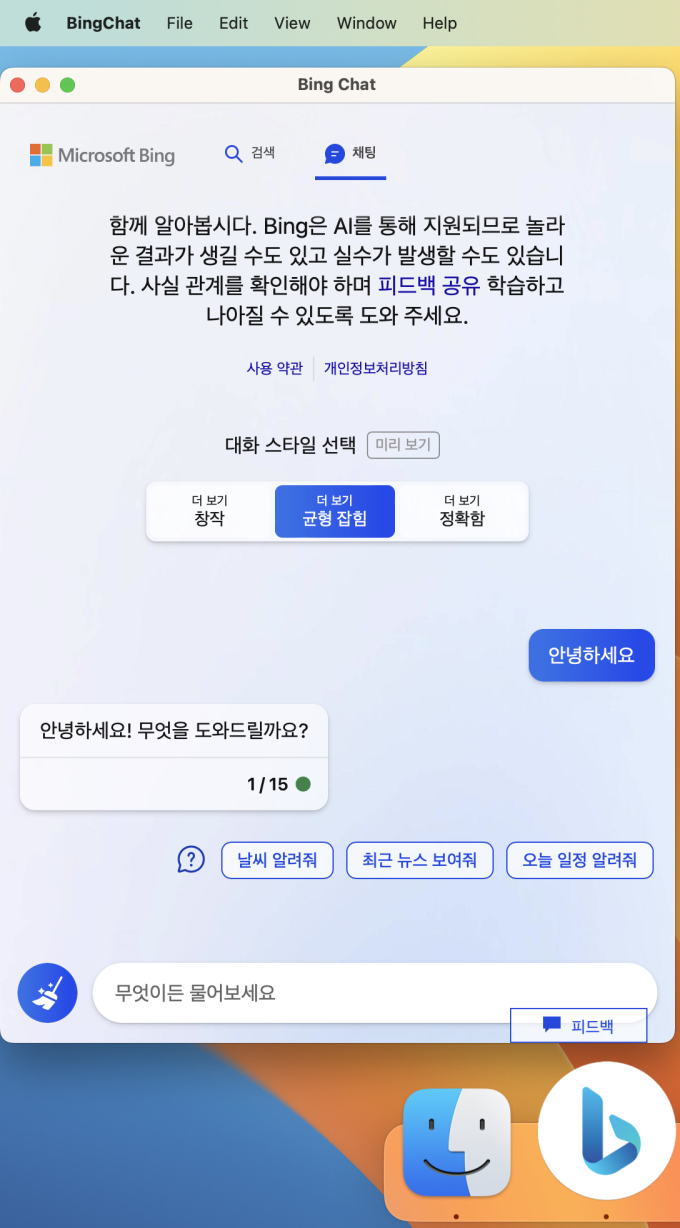 BingChat File Edit View Window Help
Bing Chat
Microsoft Bing 검색 채팅
함께 알아봅시다. Bing은 AI를 통해 지원되므로 놀라
운 결과가 생길 수도 있고 실수가 발생할 수도 있습니
다. 사실 관계를 확인해야 하며 피드백 공유 학습하고
나아질 수 있도록 도와 주세요.
사용 약관 개인정보처리방침
대화 스타일 선택 미리 보기
더 보기 더 보기 더 보기
창작 균형 잡힘 정확함
안녕하세요
안녕하세요! 무엇을 도와드릴까요?
1 / 15
날씨 알려줘 최근 뉴스 보여줘 오늘 일정 알려줘
무엇이든 물어보세요
피드백